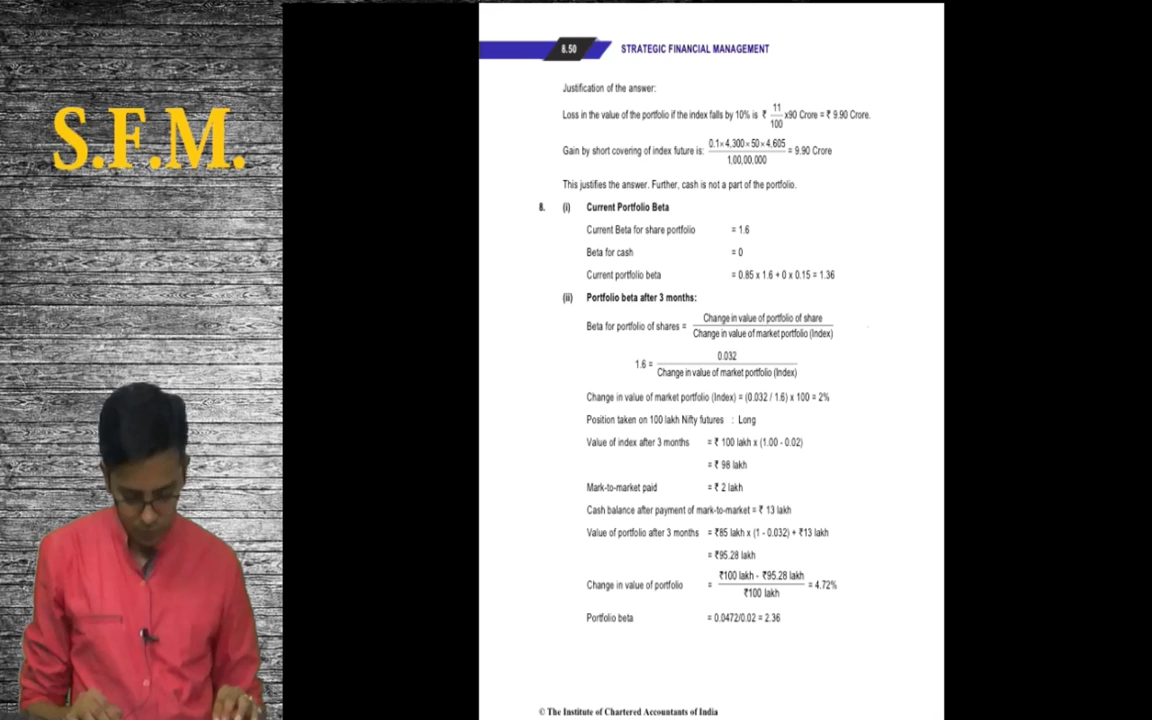 S.F.M.
8.50 STRATEGIC FINANCIAL MANAGEMENT
Justification of the answer:
Loss in the value of the portfolio if the index falls by 10% is ₹ 11/100 x90 Crore = ₹ 9.90 Crore.
Gain by short covering of index future is: 0.1×4,300×50×4,605/1,00,00,000 = 9.90 Crore
This justifies the answer. Further, cash is not a part of the portfolio.
8. (i) Current Portfolio Beta
Current Beta for share portfolio = 1.6
Beta for cash = 0
Current portfolio beta = 0.85 x 1.6 + 0 x 0.15 = 1.36
(ii) Portfolio beta after 3 months:
Beta for portfolio of shares = Change in value of portfolio of share/Change in value of market portfolio (Index)
1.6 = 0.032/Change in value of market portfolio (Index)
Change in value of market portfolio (Index) = (0.032 / 1.6) x 100 = 2%
Position taken on 100 lakh Nifty futures : Long
Value of index after 3 months = ₹ 100 lakh x (1.00 - 0.02)
= ₹ 98 lakh
Mark-to-market paid = ₹ 2 lakh
Cash balance after payment of mark-to-market = ₹ 13 lakh
Value of portfolio after 3 months = ₹85 lakh x (1 - 0.032) + ₹13 lakh
= ₹95.28 lakh
Change in value of portfolio = ₹100 lakh - ₹95.28 lakh/₹100 lakh = 4.72%
Portfolio beta = 0.0472/0.02 = 2.36
© The Institute of Chartered Accountants of India